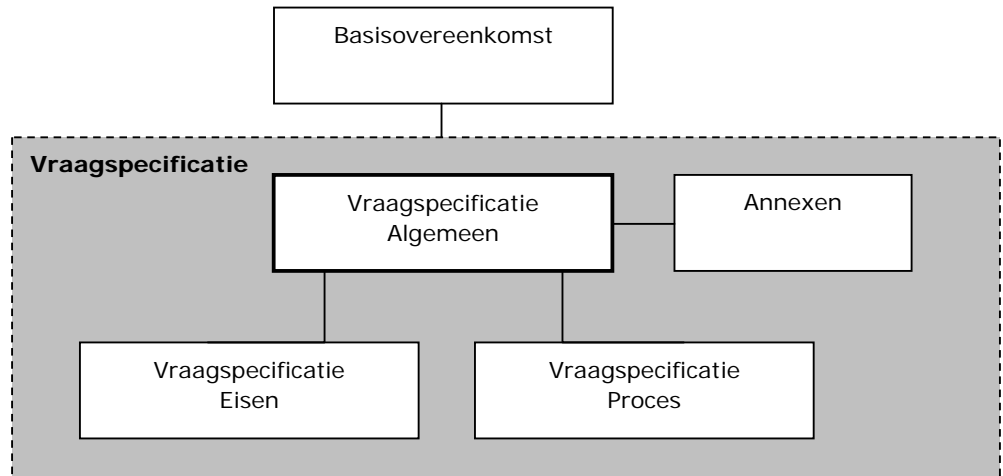 Basisovereenkomst
Vraagspecificatie
Vraagspecificatie
Algemeen
Annexen
Vraagspecificatie
Eisen
Vraagspecificatie
Proces